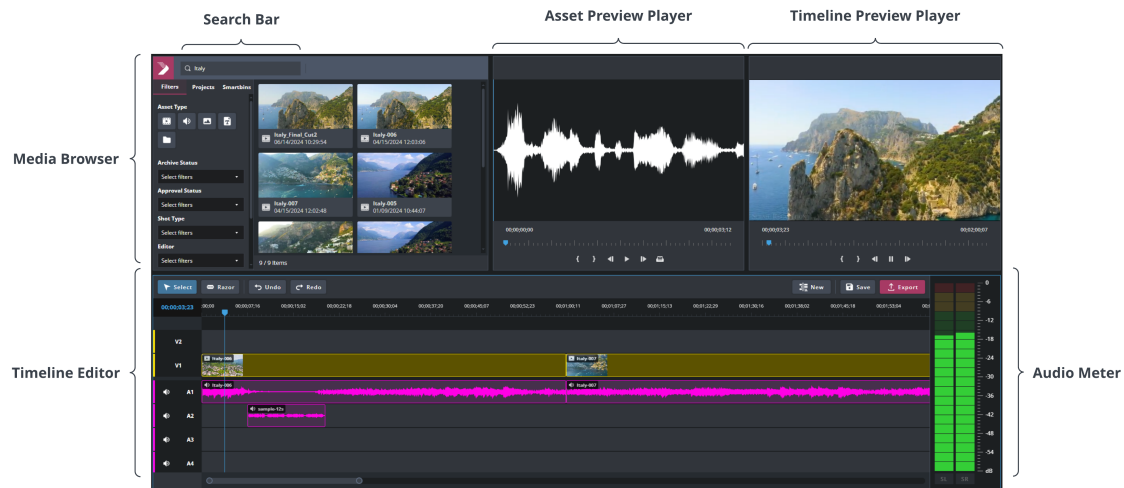 Search Bar
Asset Preview Player
Timeline Preview Player
Media Browser
Timeline Editor
Audio Meter
Italy
Filters Projects Smartbins
Asset Type
Archive Status
Select filters
Approval Status
Select filters
Shot Type
Select filters
Editor
Select filters
Italy_Final_Cut2
06/14/2024 10:29:54
Italy-006
04/15/2024 12:03:06
Italy-007
04/15/2024 12:02:48
Italy-005
01/09/2024 10:44:07
9 / 9 Items
00;00;00;00 00;00;03;12
00;00;03;23 00;02;00;07
Select Razor Undo Redo New Save Export
00;00;03;23
00;00;07;16 00;00;15;02 00;00;22;18 00;00;30;04 00;00;37;20 00;00;45;07 00;00;52;23 00;01;00;11 00;01;07;27 00;01;15;13 00;01;22;29 00;01;30;16 00;01;38;02 00;01;45;18 00;01;53;04
V2
V1 Italy-006 Italy-007
A1 Italy-006 Italy-007
A2 sample-12s
A3
A4
0
-6
-12
-18
-24
-30
-36
-42
-48
-54
dB